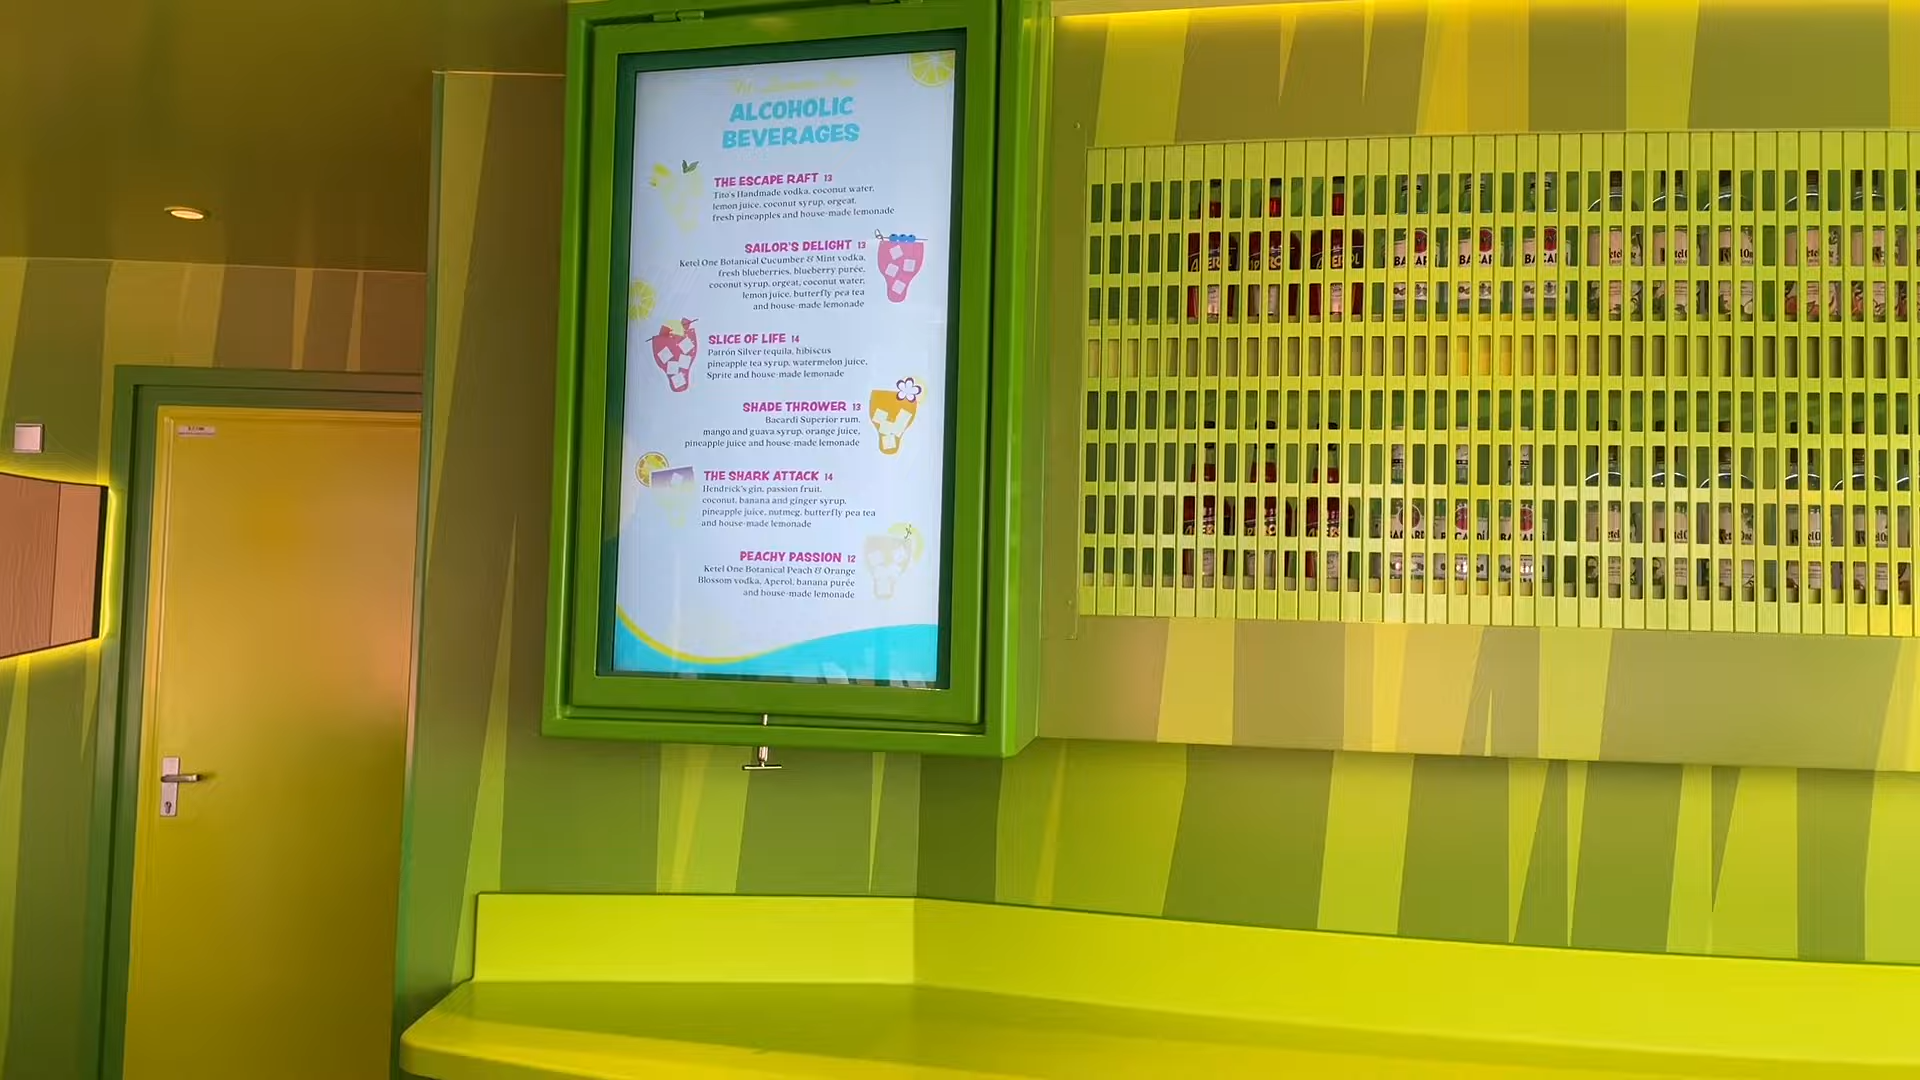 ALCOHOLIC
BEVERAGES
THE ESCAPE RAFT 13
Tito's Handmade vodka, coconut water,
lemon juice, coconut syrup, orgeat,
fresh pineapples and house-made lemonade
SAILOR'S DELIGHT 13
Ketel One Botanical Cucumber & Mint vodka,
fresh blueberries, blueberry purée,
coconut syrup, orgeat, coconut water,
lemon juice, butterfly pea tea
and house-made lemonade
SLICE OF LIFE 14
Patrón Silver tequila, hibiscus
pineapple tea syrup, watermelon juice,
Sprite and house-made lemonade
SHADE THROWER 13
Bacardi Superior rum,
mango and guava syrup, orange juice,
pineapple juice and house-made lemonade
THE SHARK ATTACK 14
Hendrick's gin, passion fruit,
coconut, banana and ginger syrup,
pineapple juice, nutmeg, butterfly pea tea
and house-made lemonade
PEACHY PASSION 12
Ketel One Botanical Peach & Orange
Blossom vodka, Aperol, banana purée
and house-made lemonade